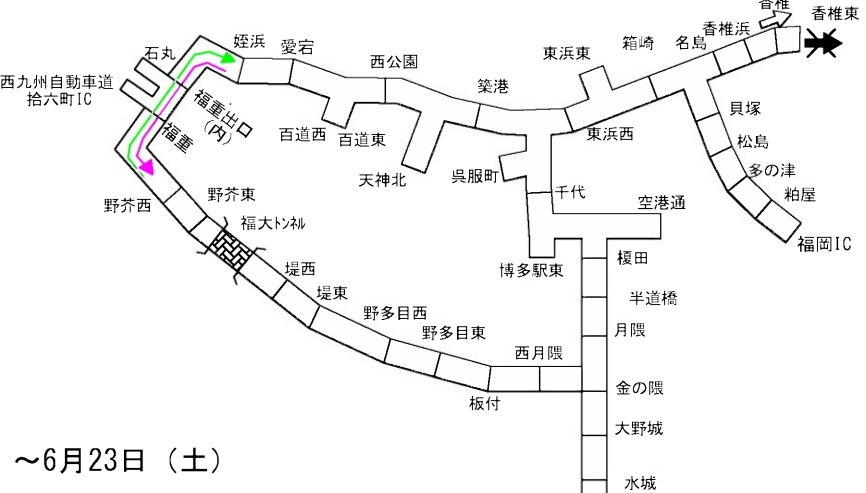 香椎
香椎東
香椎浜
名島
箱崎
東浜東
姪浜
愛宕
西公園
石丸
西九州自動車道
拾六町IC
福重出口
(内)
福重
百道西
百道東
築港
東浜西
貝塚
松島
多の津
粕屋
福岡IC
天神北
呉服町
千代
空港通
野芥西
野芥東
福大トンネル
博多駅東
榎田
堤西
堤東
半道橋
野多目西
野多目東
月隈
西月隈
板付
金の隈
大野城
水城
～6月23日（土）